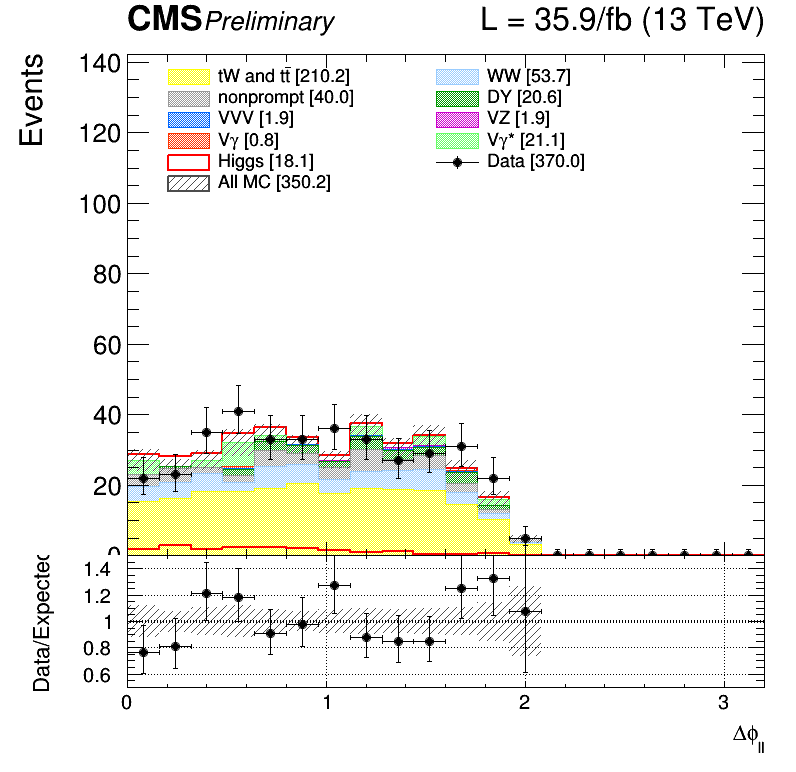 CMS Preliminary L = 35.9/fb (13 TeV)
Events
140
120
100
80
60
40
20
0
tW and tt̄ [210.2]
nonprompt [40.0]
VVV [1.9]
Vγ [0.8]
Higgs [18.1]
All MC [350.2]
WW [53.7]
DY [20.6]
VZ [1.9]
Vγ* [21.1]
Data [370.0]
Data/Expected
1.4
1.2
1
0.8
0.6
0 1 2 3
Δϕll